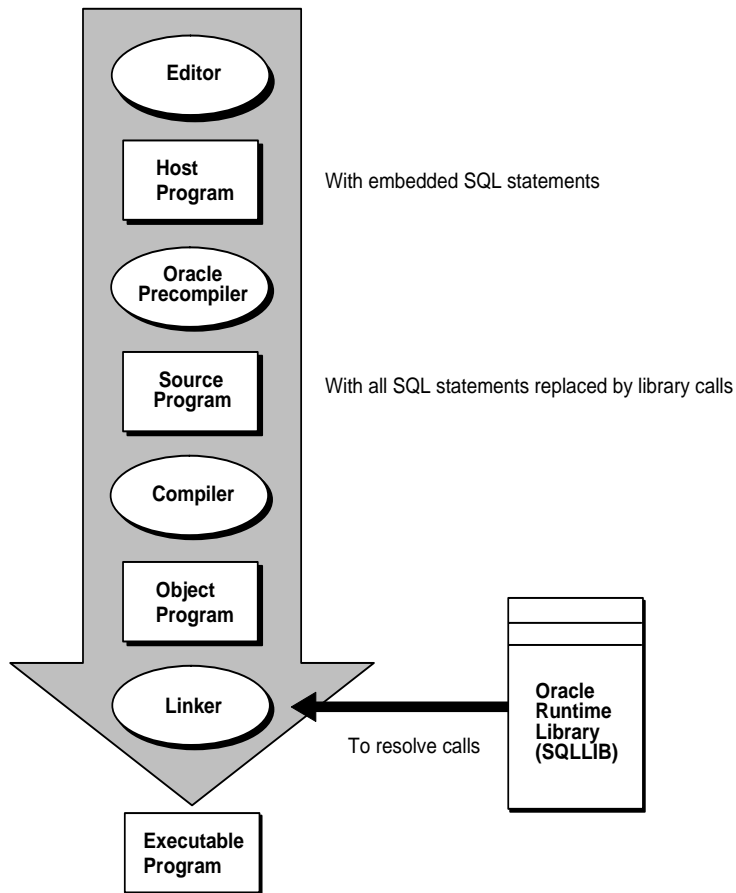 Editor
Host
Program
With embedded SQL statements
Oracle
Precompiler
Source
Program
With all SQL statements replaced by library calls
Compiler
Object
Program
Linker
To resolve calls
Oracle
Runtime
Library
(SQLLIB)
Executable
Program